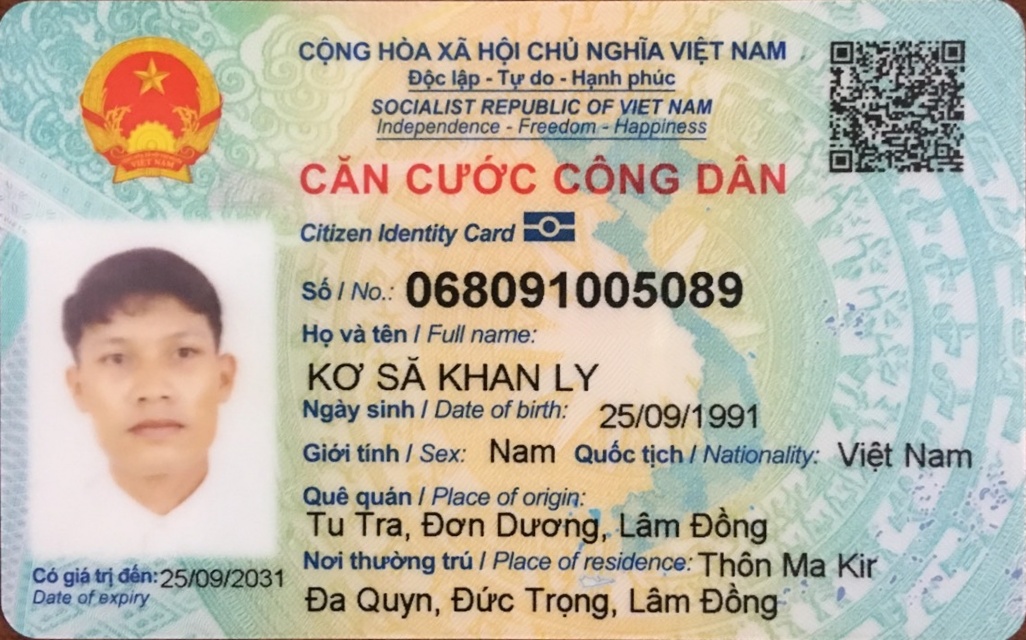 CỘNG HÒA XÃ HỘI CHỦ NGHĨA VIỆT NAM
Độc lập - Tự do - Hạnh phúc
SOCIALIST REPUBLIC OF VIET NAM
Independence - Freedom - Happiness
CĂN CƯỚC CÔNG DÂN
Citizen Identity Card
Số / No.: 068091005089
Họ và tên / Full name:
KƠ SĂ KHAN LY
Ngày sinh / Date of birth: 25/09/1991
Giới tính / Sex: Nam Quốc tịch / Nationality: Việt Nam
Quê quán / Place of origin:
Tu Tra, Đơn Dương, Lâm Đồng
Nơi thường trú / Place of residence: Thôn Ma Kir
Đa Quyn, Đức Trọng, Lâm Đồng
Có giá trị đến: 25/09/2031
Date of expiry